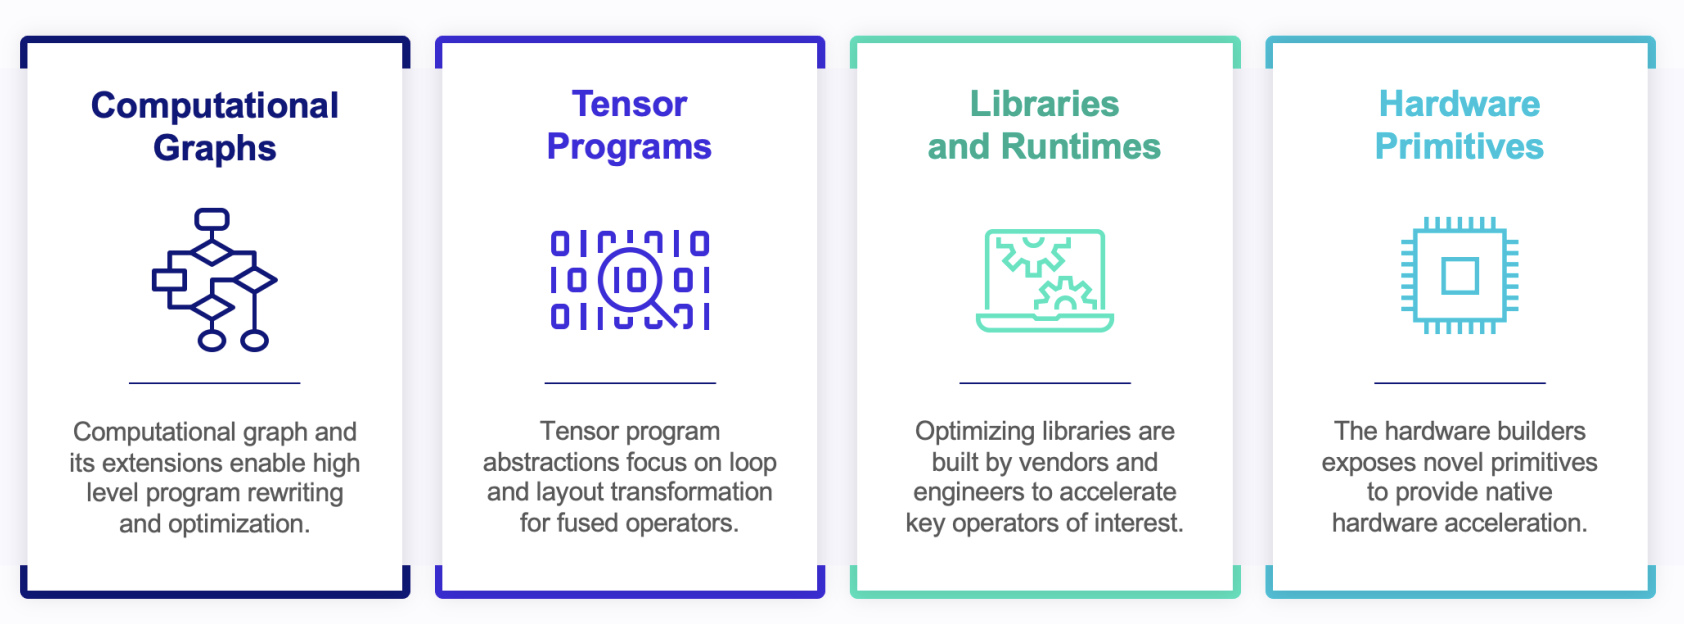 Computational
Graphs
Computational graph and
its extensions enable high
level program rewriting
and optimization.
Tensor
Programs
Tensor program
abstractions focus on loop
and layout transformation
for fused operators.
Libraries
and Runtimes
Optimizing libraries are
built by vendors and
engineers to accelerate
key operators of interest.
Hardware
Primitives
The hardware builders
exposes novel primitives
to provide native
hardware acceleration.